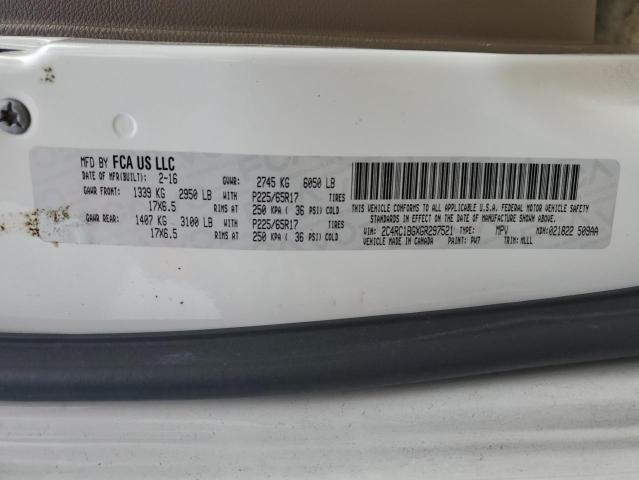 MFD BY FCA US LLC
DATE OF MFR(BUILT): 2-16 GVWR: 2745 KG 6050 LB
GAWR FRONT: 1339 KG 2950 LB WITH P225/65R17 TIRES
17X6.5 RIMS AT 250 KPA ( 36 PSI) COLD
GAWR REAR: 1407 KG 3100 LB WITH P225/65R17 TIRES
17X6.5 RIMS AT 250 KPA ( 36 PSI) COLD
THIS VEHICLE CONFORMS TO ALL APPLICABLE U.S.A. FEDERAL MOTOR VEHICLE SAFETY
STANDARDS IN EFFECT ON THE DATE OF MANUFACTURE SHOWN ABOVE.
VIN: 2C4RC1BGXGR297521 TYPE: MPV MDH:021822 509AA
VEHICLE MADE IN CANADA PAINT: PW7 TRIM: MLLL